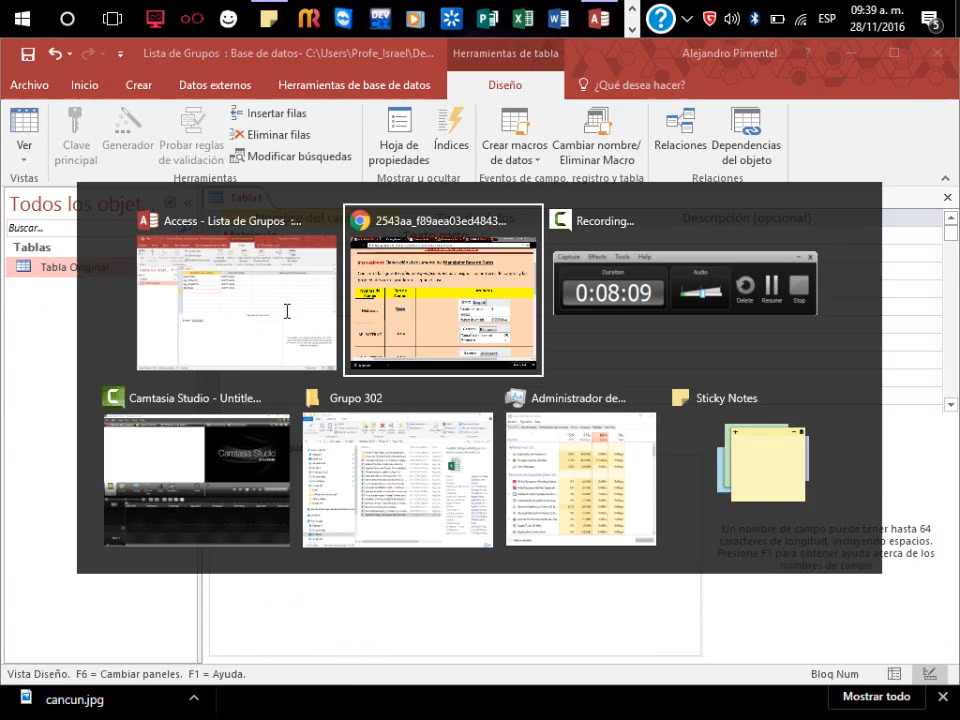 ESP
09:39 a. m.
28/11/2016
5
Lista de Grupos : Base de datos- C:\Users\Profe_Israel\De...
Herramientas de tabla
Alejandro Pimentel
Archivo
Inicio
Crear
Datos externos
Herramientas de base de datos
Diseño
¿Qué desea hacer?
Ver
Clave principal
Generador
Probar reglas de validación
Insertar filas
Eliminar filas
Modificar búsquedas
Hoja de propiedades
Índices
Crear macros de datos
Cambiar nombre/ Eliminar Macro
Relaciones
Dependencias del objeto
Vistas
Herramientas
Mostrar u ocultar
Eventos de campo, registro y tabla
Relaciones
Todos los objet...
Buscar...
Tablas
Tabla Original
Tabla1
Descripción (opcional)
Texto corto
Access - Lista de Grupos :...
2543aa_f89aea03ed4843...
Recording...
Capture Effects Tools Help
Duration
0:08:09
Audio
Delete
Resume
Stop
Camtasia Studio - Untitle...
Grupo 302
Administrador de...
Sticky Notes
Camtasia Studio
Un nombre de campo puede tener hasta 64
caracteres de longitud, incluyendo espacios.
Presione F1 para obtener ayuda acerca de los
nombres de campo.
Vista Diseño. F6 = Cambiar paneles. F1 = Ayuda.
Bloq Num
cancun.jpg
Mostrar todo